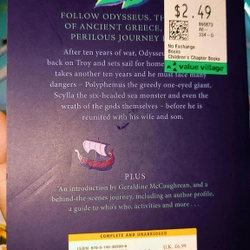 FOLLOW ODYSSEUS, TH
OF ANCIENT GREECE,
PERILOUS JOURNEY
$2.49
No Exchange
Books
Children's Chapter Books
value village
After ten years of war, Odysse
back on Troy and sets sail for home
takes another ten years and he must face many
dangers – Polyphemus the greedy one-eyed giant,
Scylla the six-headed sea monster and even
the wrath of the gods themselves – before he is
reunited with his wife and son.
PLUS
An introduction by Geraldine McCaughrean, and a
behind-the-scenes journey, including an author profile,
a guide to who's who, activities and more . . .
COMPLETE AND UNABRIDGED
U.K. £6.99